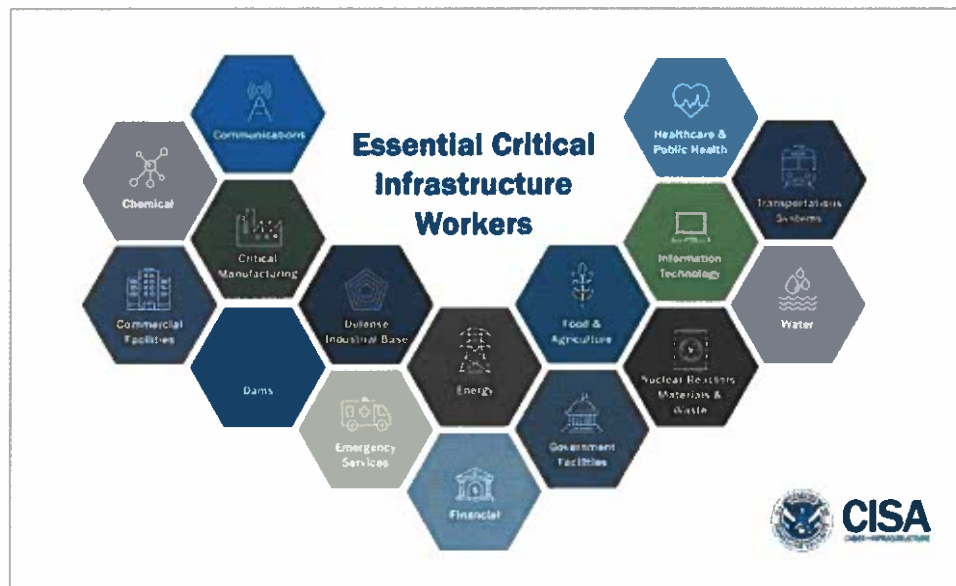 Communications
Healthcare &
Public Health
Essential Critical
Infrastructure
Workers
Chemical
Transportations
Systems
Critical
Manufacturing
Information
Technology
Commercial
Facilities
Defense
Industrial Base
Food &
Agriculture
Water
Dams
Energy
Nuclear Reactors
Materials &
Waste
Emergency
Services
Government
Facilities
Financial
CISA